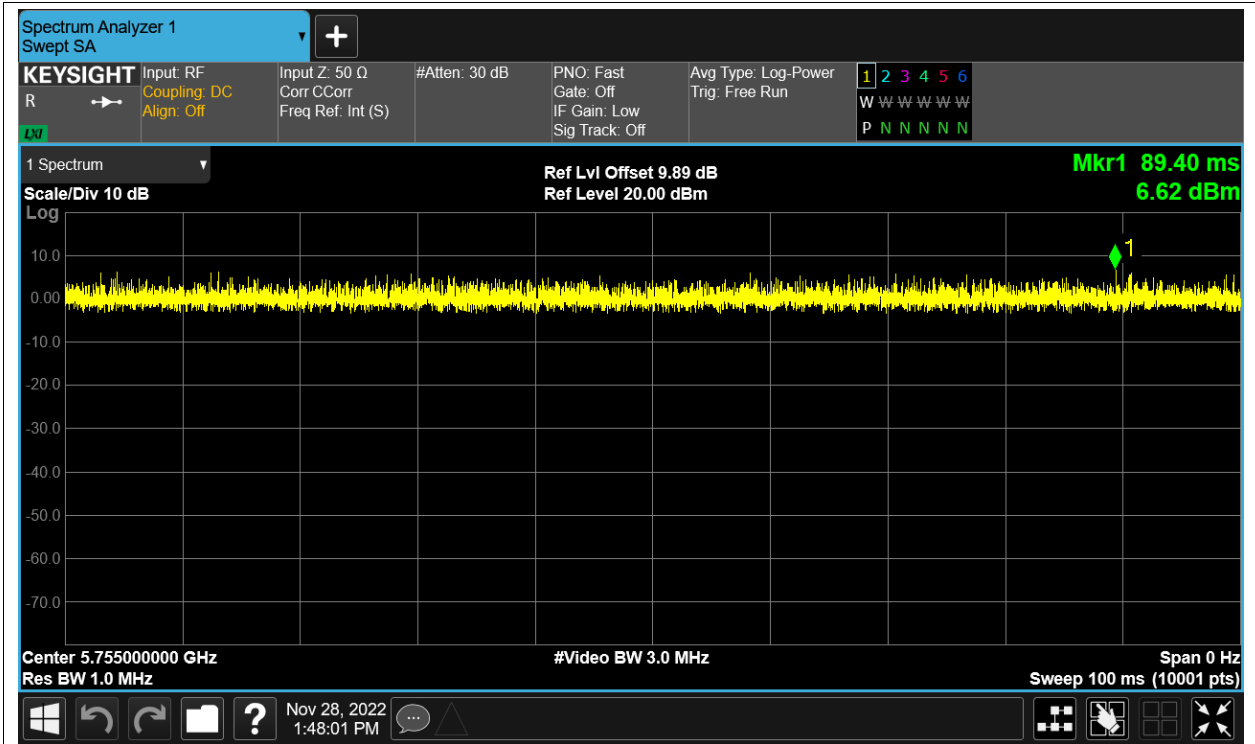 Spectrum Analyzer 1
Swept SA
KEYSIGHT
R
LXI
Input: RF
Coupling: DC
Align: Off
Input Z: 50 Ω
Corr CCorr
Freq Ref: Int (S)
#Atten: 30 dB
PNO: Fast
Gate: Off
IF Gain: Low
Sig Track: Off
Avg Type: Log-Power
Trig: Free Run
1 2 3 4 5 6
W W W W W W
P N N N N N
1 Spectrum
Scale/Div 10 dB
Ref Lvl Offset 9.89 dB
Ref Level 20.00 dBm
Mkr1 89.40 ms
6.62 dBm
Log
1
10.0
0.00
-10.0
-20.0
-30.0
-40.0
-50.0
-60.0
-70.0
Center 5.755000000 GHz
#Video BW 3.0 MHz
Span 0 Hz
Res BW 1.0 MHz
Sweep 100 ms (10001 pts)
?
Nov 28, 2022
1:48:01 PM